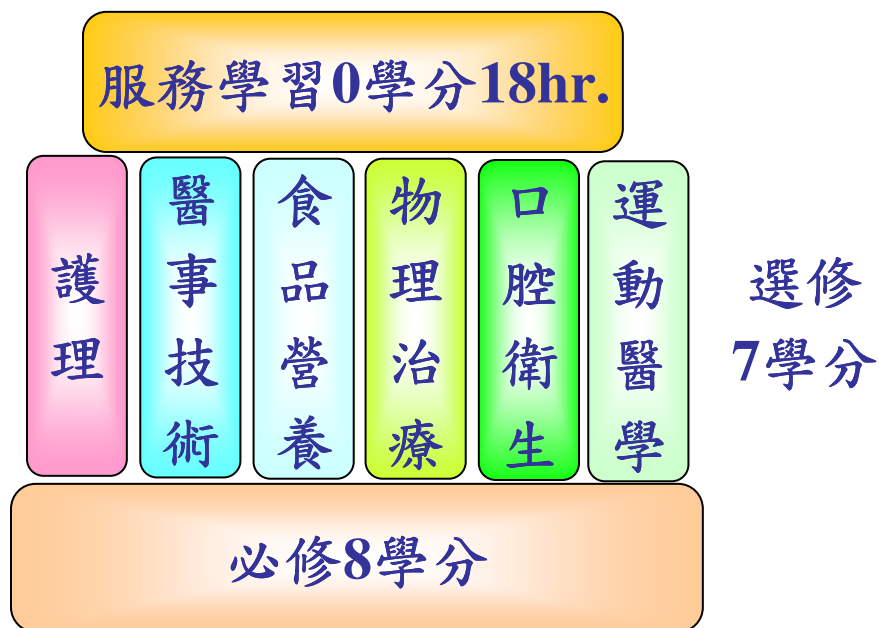 服務學習0學分18hr.
護理
醫事技術
食品營養
物理治療
口腔衛生
運動醫學
選修
7學分
必修8學分